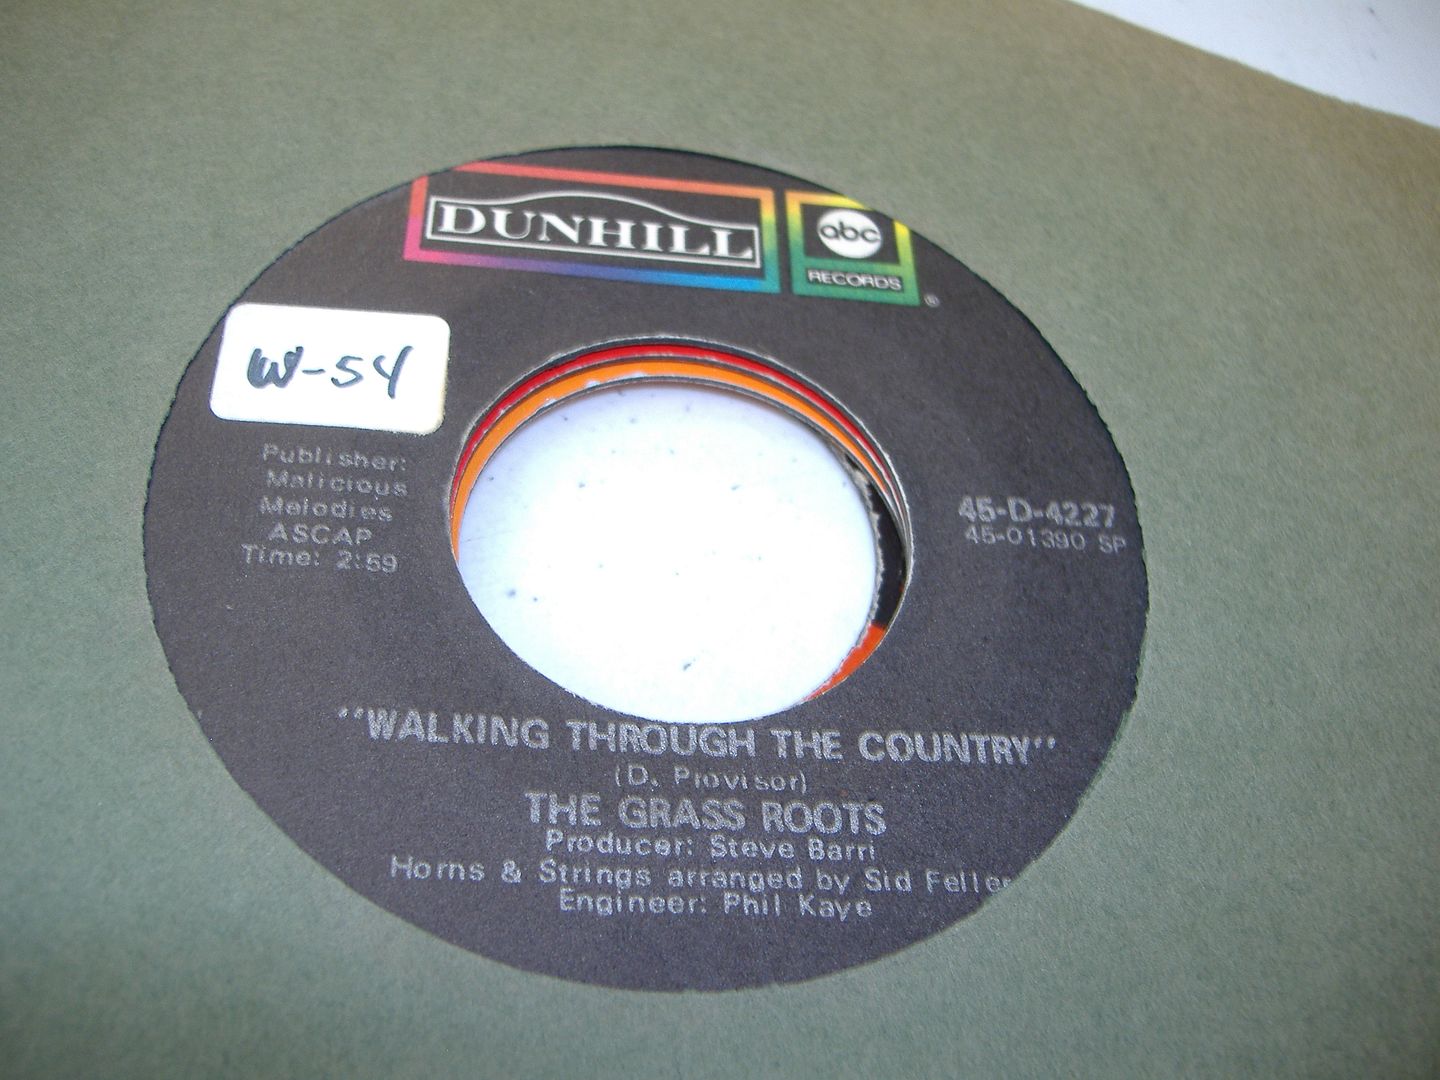 DUNHILL
abc
RECORDS
®
W-54
Publisher:
Malicious
Melodies
ASCAP
Time: 2:59
45-D-4227
45-01390 SP
"WALKING THROUGH THE COUNTRY"
(D. Provisor)
THE GRASS ROOTS
Producer: Steve Barri
Horns & Strings arranged by Sid Feller
Engineer: Phil Kaye